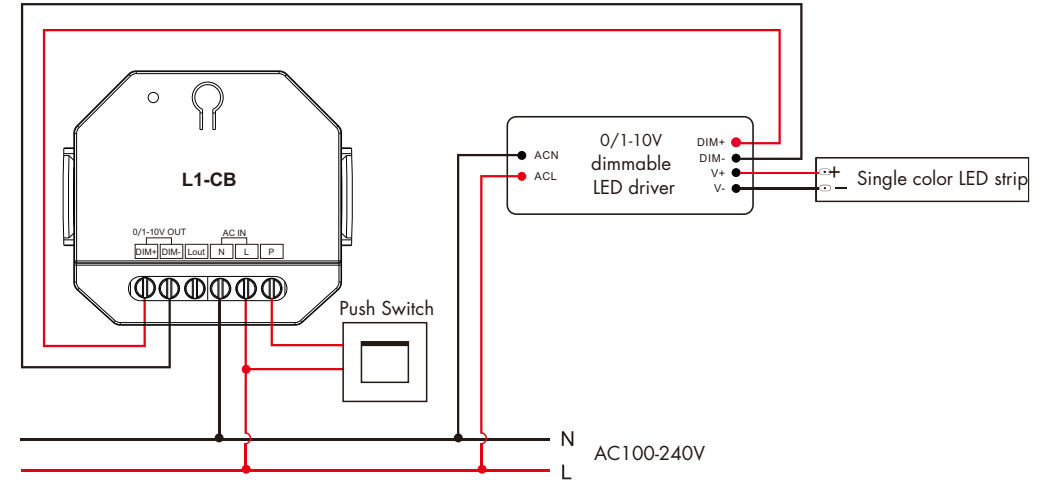 L1-CB
0/1-10V OUT
AC IN
DIM+ DIM- Lout N L P
Push Switch
ACN
ACL
0/1-10V
dimmable
LED driver
DIM+
DIM-
V+
V-
+
–
Single color LED strip
N
L
AC100-240V